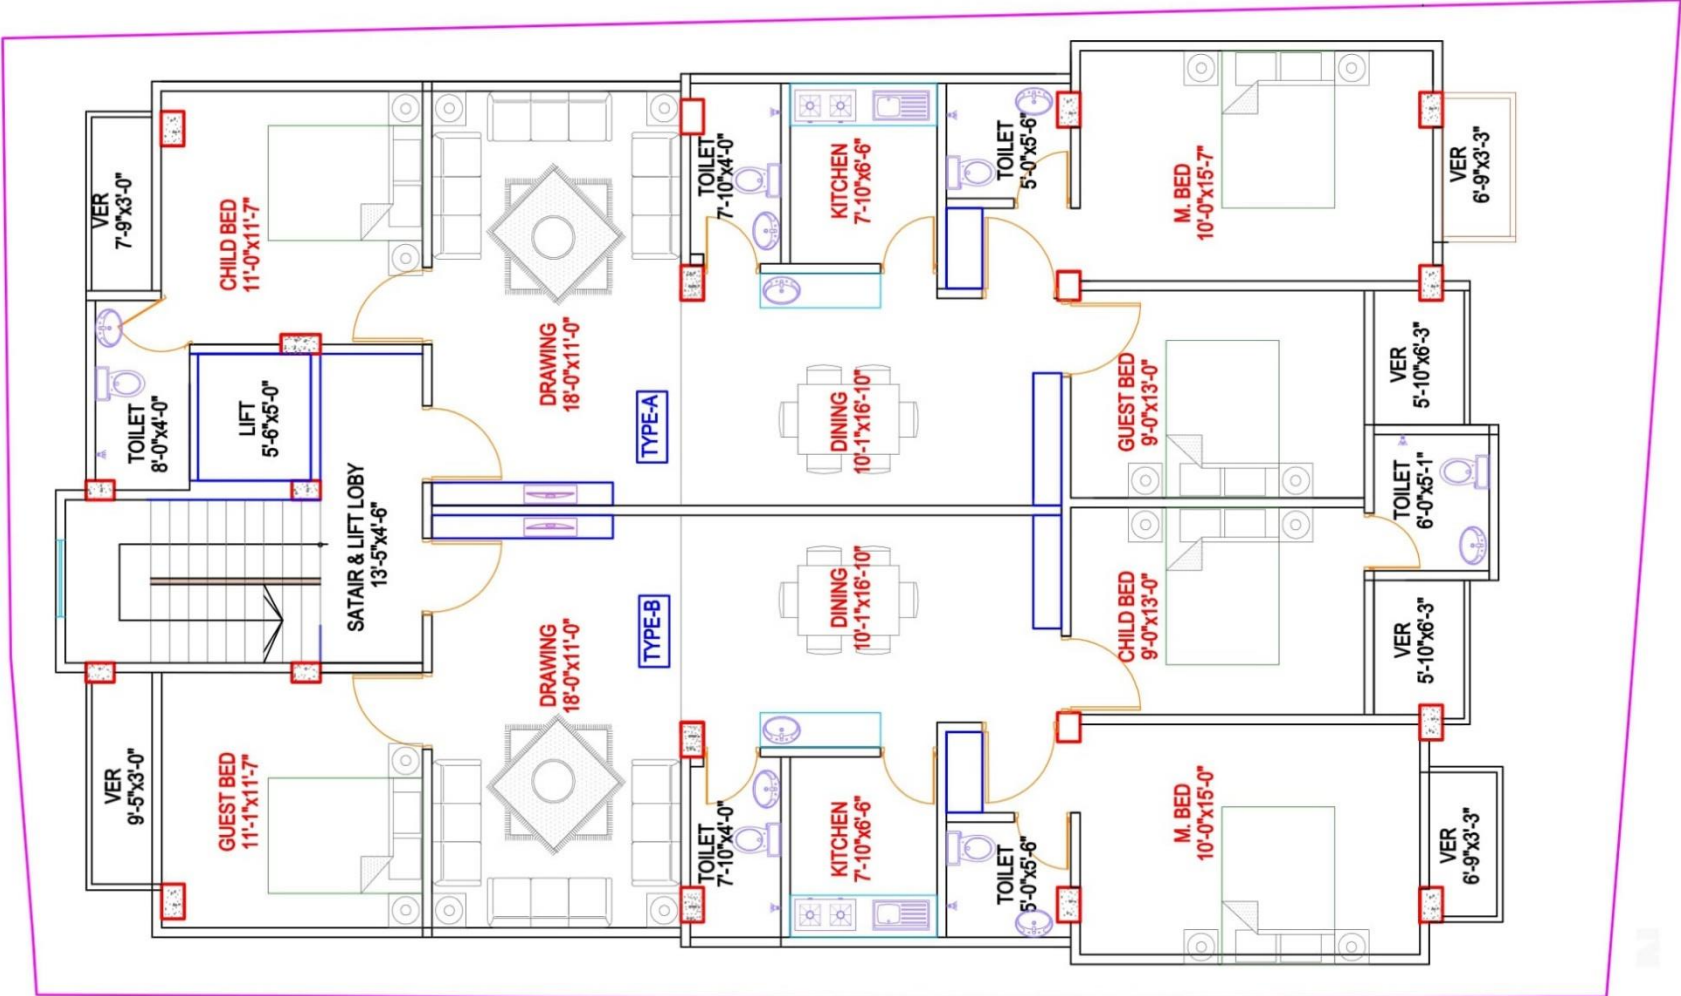 VER
7'-9"x3'-0"
CHILD BED
11'-0"x11'-7"
TOILET
8'-0"x4'-0"
LIFT
5'-6"x5'-0"
SATAIR & LIFT LOBY
13'-5"x4'-6"
DRAWING
18'-0"x11'-0"
TYPE-A
TOILET
7'-10"x4'-0"
KITCHEN
7'-10"x6'-6"
TOILET
5'-0"x5'-6"
M. BED
10'-0"x15'-7"
VER
6'-9"x3'-3"
DINING
10'-1"x16'-10"
GUEST BED
9'-0"x13'-0"
VER
5'-10"x6'-3"
TOILET
6'-0"x5'-1"
VER
9'-5"x3'-0"
GUEST BED
11'-1"x11'-7"
DRAWING
18'-0"x11'-0"
TYPE-B
DINING
10'-1"x16'-10"
CHILD BED
9'-0"x13'-0"
VER
5'-10"x6'-3"
TOILET
7'-10"x4'-0"
KITCHEN
7'-10"x6'-6"
TOILET
5'-0"x5'-6"
M. BED
10'-0"x15'-0"
VER
6'-9"x3'-3"